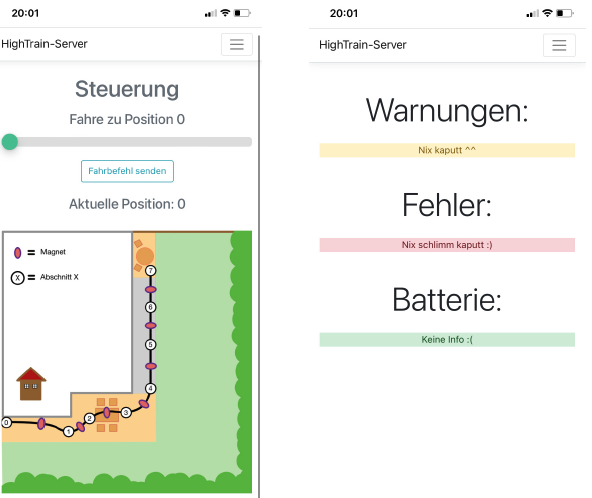 20:01
HighTrain-Server
Steuerung
Fahre zu Position 0
Fahrbefehl senden
Aktuelle Position: 0
= Magnet
X = Abschnitt X
7
6
5
4
3
2
1
0
20:01
HighTrain-Server
Warnungen:
Nix kaputt ^^
Fehler:
Nix schlimm kaputt :)
Batterie:
Keine Info :(